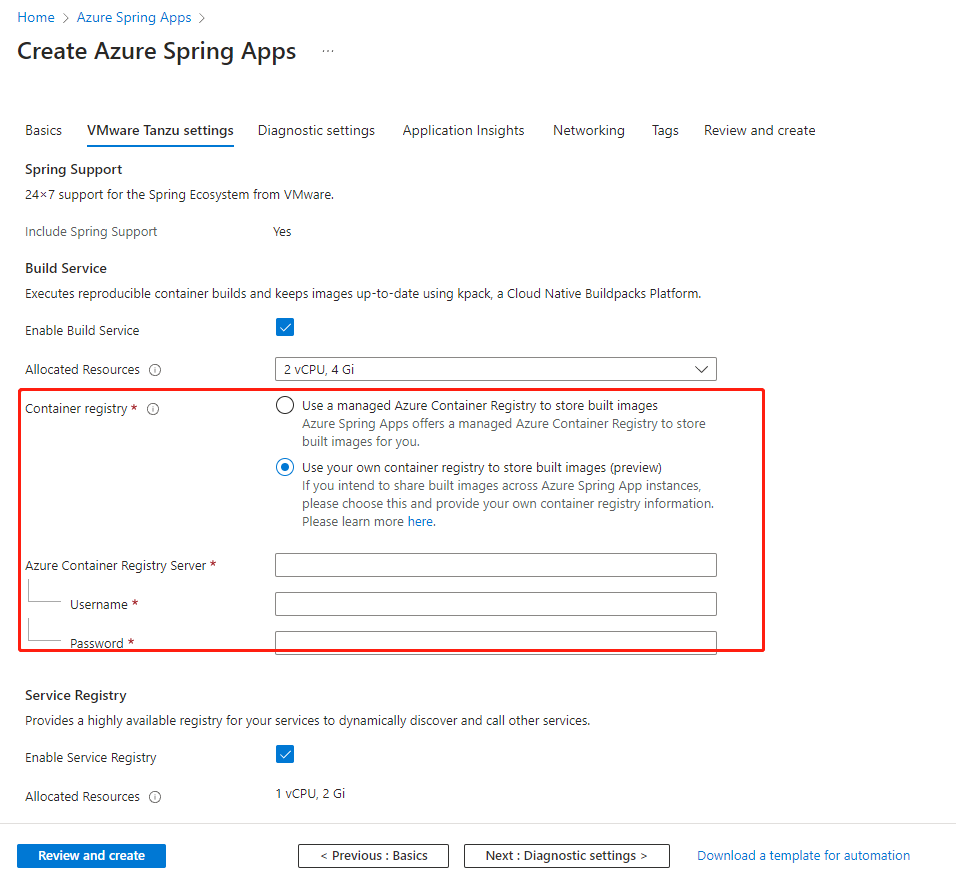 Home > Azure Spring Apps >
Create Azure Spring Apps ...
Basics VMware Tanzu settings Diagnostic settings Application Insights Networking Tags Review and create
Spring Support
24×7 support for the Spring Ecosystem from VMware.
Include Spring Support Yes
Build Service
Executes reproducible container builds and keeps images up-to-date using kpack, a Cloud Native Buildpacks Platform.
Enable Build Service
Allocated Resources 2 vCPU, 4 Gi
Container registry * Use a managed Azure Container Registry to store built images
Azure Spring Apps offers a managed Azure Container Registry to store
built images for you.
Use your own container registry to store built images (preview)
If you intend to share built images across Azure Spring App instances,
please choose this and provide your own container registry information.
Please learn more here.
Azure Container Registry Server *
Username *
Password *
Service Registry
Provides a highly available registry for your services to dynamically discover and call other services.
Enable Service Registry
Allocated Resources 1 vCPU, 2 Gi
Review and create < Previous : Basics Next : Diagnostic settings > Download a template for automation